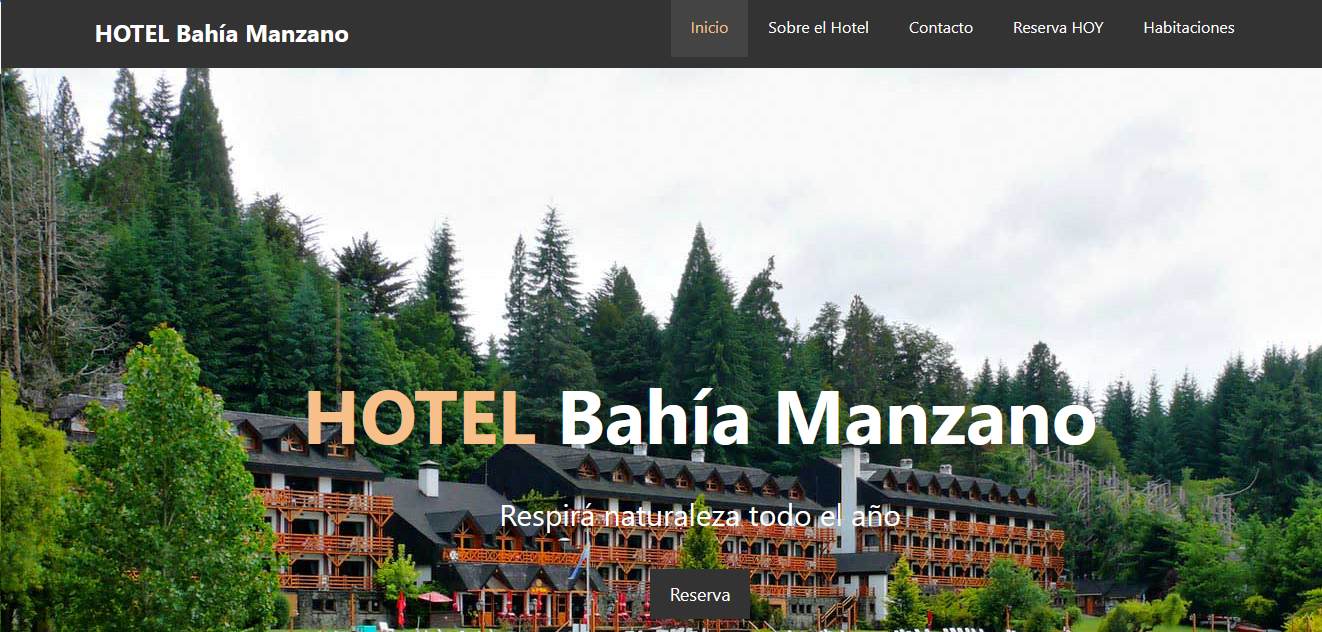 HOTEL Bahía Manzano
Inicio Sobre el Hotel Contacto Reserva HOY Habitaciones
HOTEL Bahía Manzano
Respirá naturaleza todo el año
Reserva